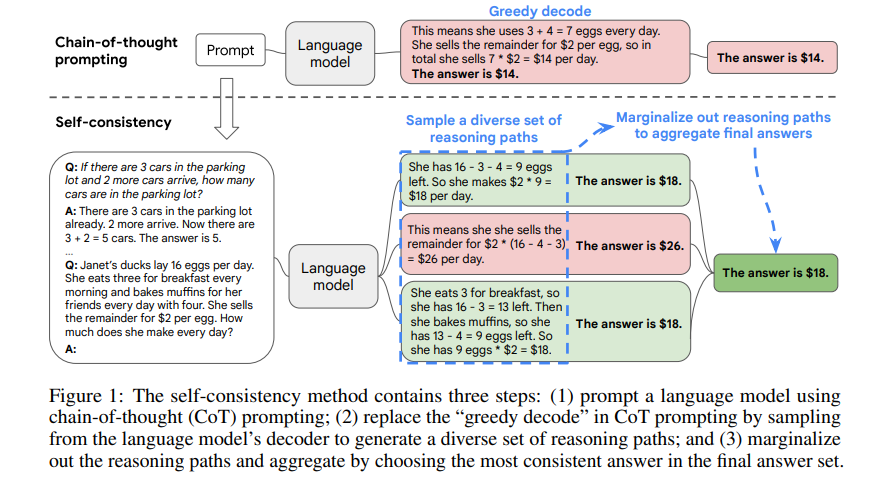 Greedy decode
Chain-of-thought
prompting
Prompt
Language
model
This means she uses 3 + 4 = 7 eggs every day.
She sells the remainder for $2 per egg, so in
total she sells 7 * $2 = $14 per day.
The answer is $14.
The answer is $14.
Self-consistency
Sample a diverse set of
reasoning paths
Marginalize out reasoning paths
to aggregate final answers
Q: If there are 3 cars in the parking
lot and 2 more cars arrive, how many
cars are in the parking lot?
A: There are 3 cars in the parking lot
already. 2 more arrive. Now there are
3 + 2 = 5 cars. The answer is 5.
...
Q: Janet's ducks lay 16 eggs per day.
She eats three for breakfast every
morning and bakes muffins for her
friends every day with four. She sells
the remainder for $2 per egg. How
much does she make every day?
A:
Language
model
She has 16 - 3 - 4 = 9 eggs
left. So she makes $2 * 9 =
$18 per day.
The answer is $18.
This means she she sells the
remainder for $2 * (16 - 4 - 3)
= $26 per day.
The answer is $26.
She eats 3 for breakfast, so
she has 16 - 3 = 13 left. Then
she bakes muffins, so she
has 13 - 4 = 9 eggs left. So
she has 9 eggs * $2 = $18.
The answer is $18.
The answer is $18.
Figure 1: The self-consistency method contains three steps: (1) prompt a language model using
chain-of-thought (CoT) prompting; (2) replace the “greedy decode” in CoT prompting by sampling
from the language model’s decoder to generate a diverse set of reasoning paths; and (3) marginalize
out the reasoning paths and aggregate by choosing the most consistent answer in the final answer set.